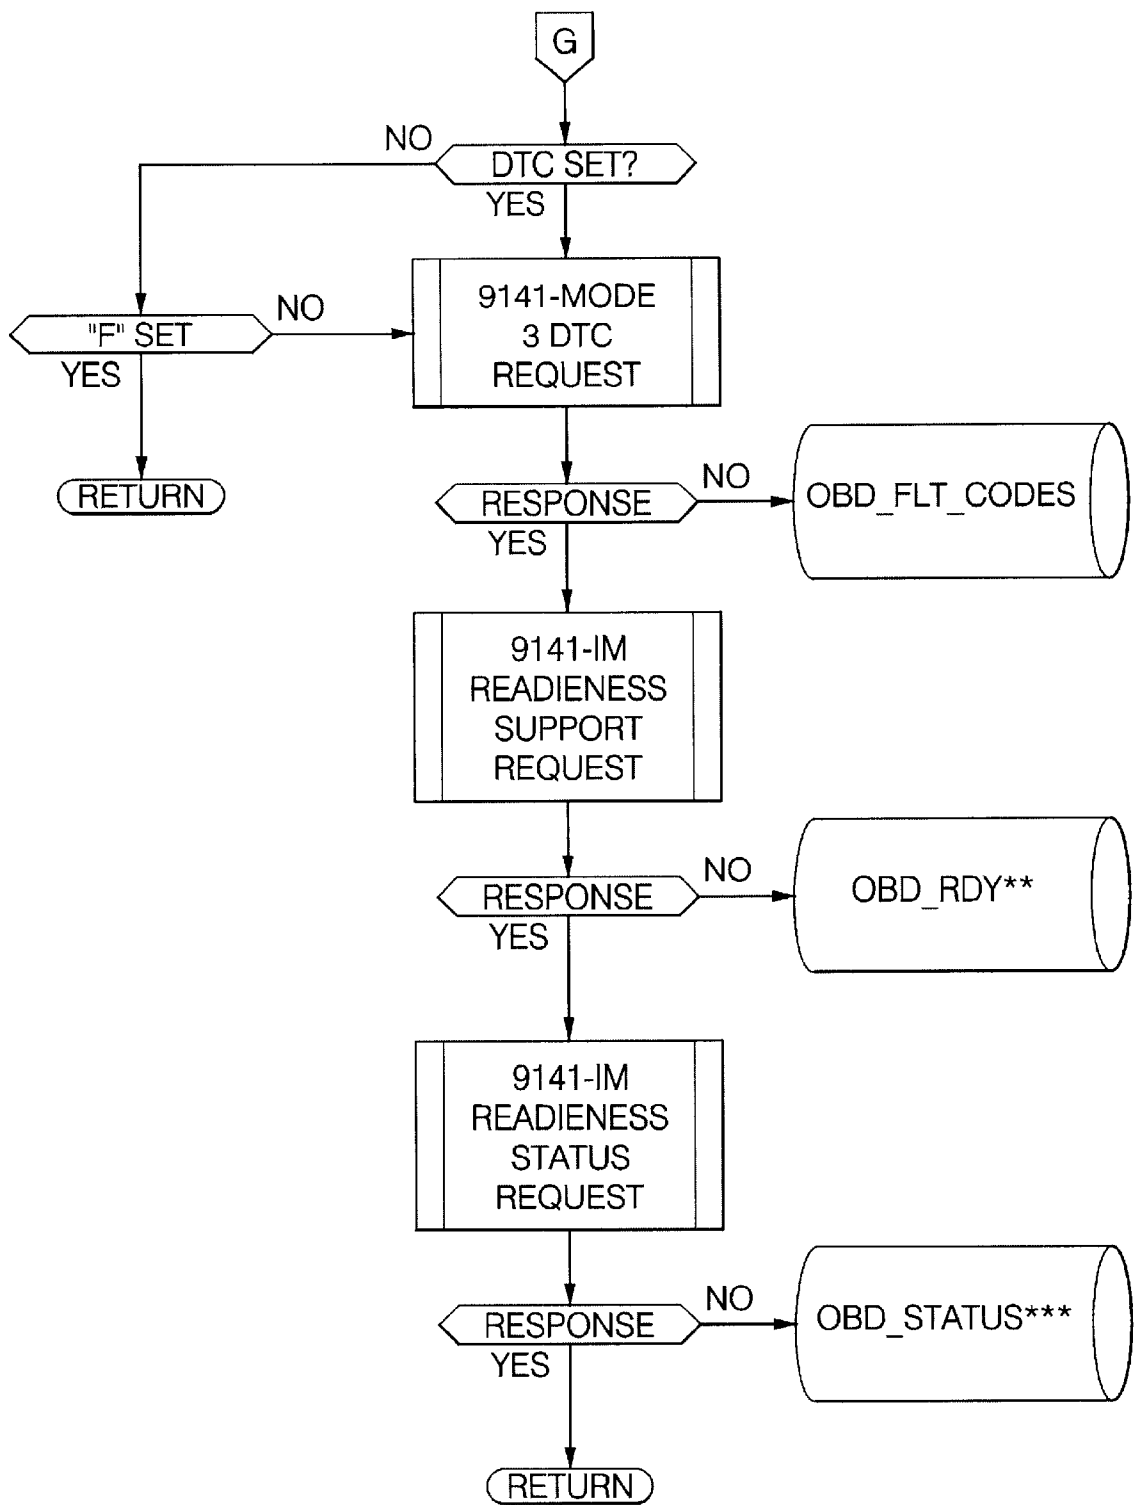 G
NO
DTC SET?
YES
9141-MODE
3 DTC
REQUEST
NO
"F" SET
YES
RETURN
RESPONSE
NO
OBD_FLT_CODES
YES
9141-IM
READIENESS
SUPPORT
REQUEST
RESPONSE
NO
OBD_RDY**
YES
9141-IM
READIENESS
STATUS
REQUEST
RESPONSE
NO
OBD_STATUS***
YES
RETURN